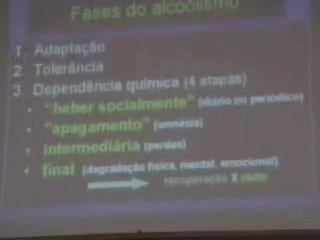 Fases do alcoolismo
1. Adaptação
2. Tolerância
3 Dependência química (4 etapas)
• "beber socialmente" (diário ou periódico)
• "apagamento" (amnésia)
• intermediária (perdas)
• final (degradação física, mental, emocional)
recuperação X óbito